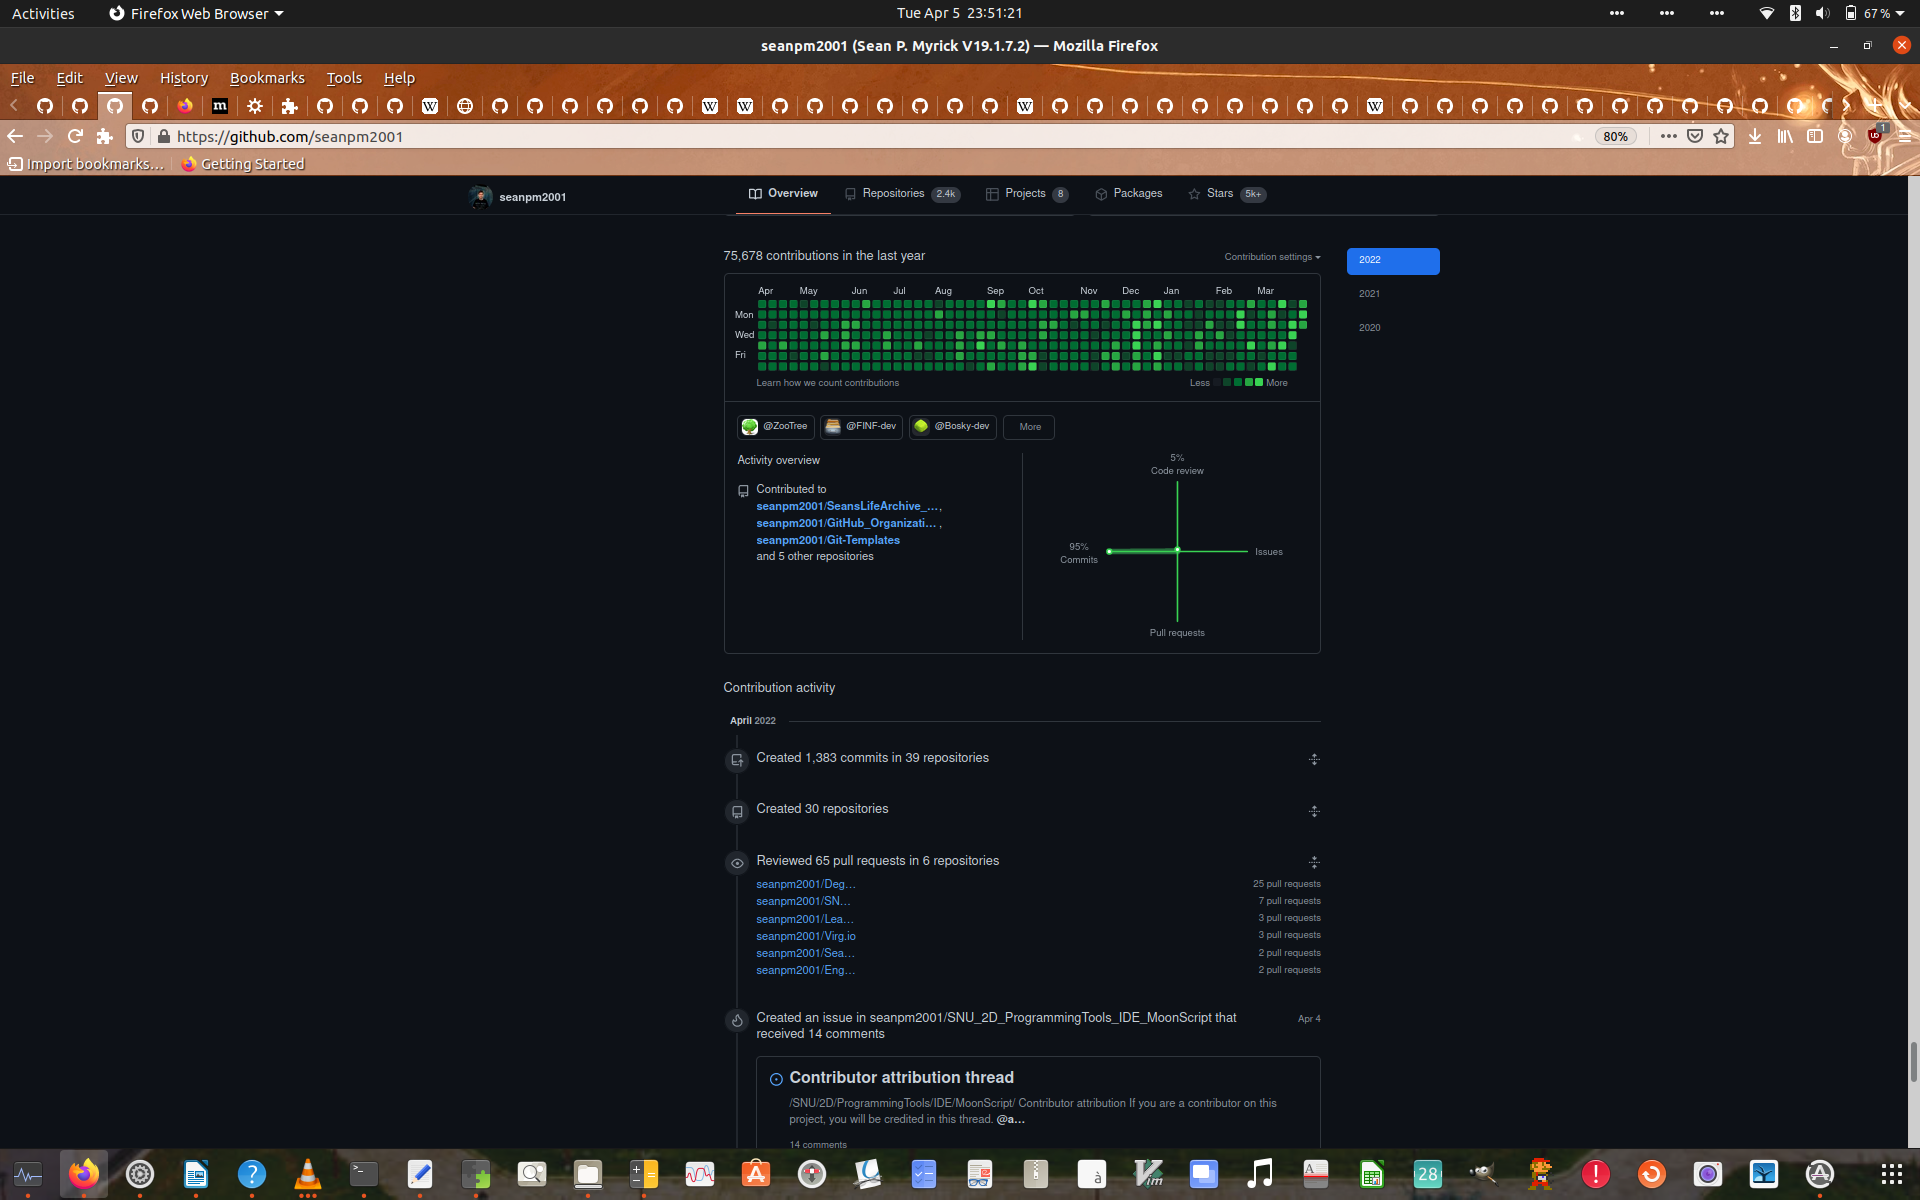 Activities Firefox Web Browser Tue Apr 5 23:51:21 67 %
seanpm2001 (Sean P. Myrick V19.1.7.2) — Mozilla Firefox
File Edit View History Bookmarks Tools Help
https://github.com/seanpm2001 80% 1
Import bookmarks… Getting Started
seanpm2001 Overview Repositories 2.4k Projects 8 Packages Stars 5k+
75,678 contributions in the last year Contribution settings 2022
2021
2020
Apr May Jun Jul Aug Sep Oct Nov Dec Jan Feb Mar
Mon
Wed
Fri
Learn how we count contributions Less More
@ZooTree @FINF-dev @Bosky-dev More
Activity overview
Contributed to
seanpm2001/SeansLifeArchive_…,
seanpm2001/GitHub_Organizati… ,
seanpm2001/Git-Templates
and 5 other repositories
5%
Code review
95%
Commits
Issues
Pull requests
Contribution activity
April 2022
Created 1,383 commits in 39 repositories
Created 30 repositories
Reviewed 65 pull requests in 6 repositories
seanpm2001/Deg… 25 pull requests
seanpm2001/SN… 7 pull requests
seanpm2001/Lea… 3 pull requests
seanpm2001/Virg.io 3 pull requests
seanpm2001/Sea… 2 pull requests
seanpm2001/Eng… 2 pull requests
Created an issue in seanpm2001/SNU_2D_ProgrammingTools_IDE_MoonScript that Apr 4
received 14 comments
Contributor attribution thread
/SNU/2D/ProgrammingTools/IDE/MoonScript/ Contributor attribution If you are a contributor on this
project, you will be credited in this thread. @a…
14 comments
28